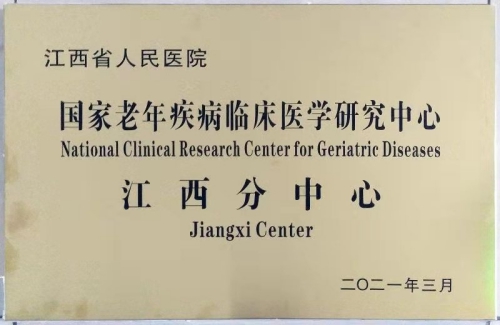 江西省人民医院
国家老年疾病临床医学研究中心
National Clinical Research Center for Geriatric Diseases
江西分中心
Jiangxi Center
二〇二一年三月